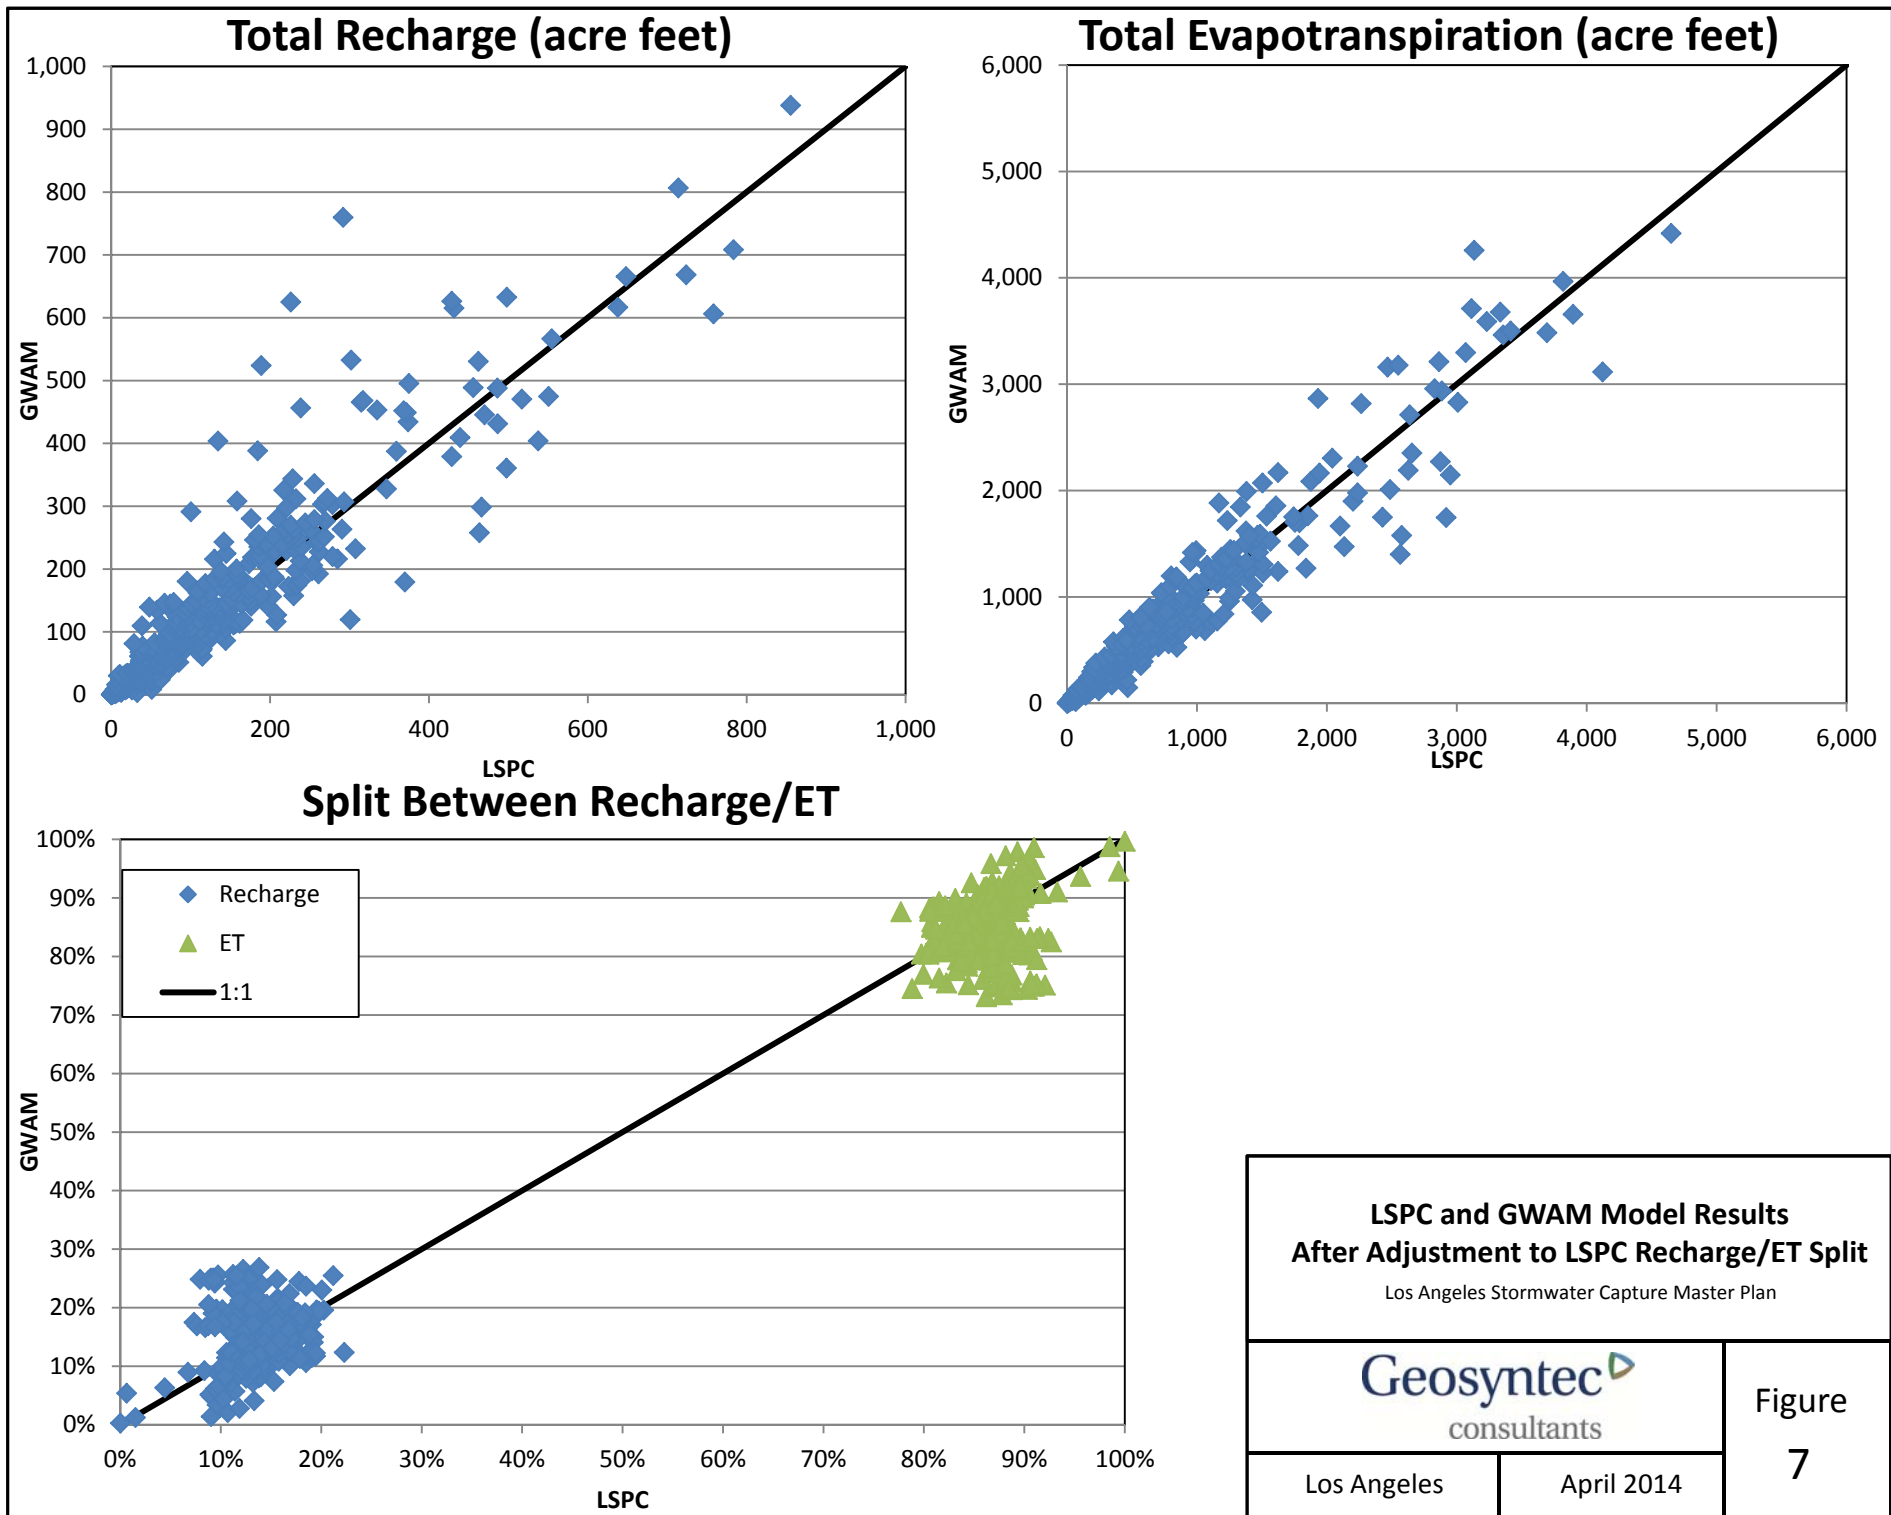 Total Recharge (acre feet)
1,000
900
800
700
600
500
400
300
200
100
0
GWAM
0 200 400 600 800 1,000
LSPC
Total Evapotranspiration (acre feet)
6,000
5,000
4,000
3,000
2,000
1,000
0
GWAM
0 1,000 2,000 3,000 4,000 5,000 6,000
LSPC
Split Between Recharge/ET
100%
90%
80%
70%
60%
50%
40%
30%
20%
10%
0%
GWAM
Recharge
ET
1:1
0% 10% 20% 30% 40% 50% 60% 70% 80% 90% 100%
LSPC
LSPC and GWAM Model Results
After Adjustment to LSPC Recharge/ET Split
Los Angeles Stormwater Capture Master Plan
Geosyntec
consultants
Figure
7
Los Angeles
April 2014